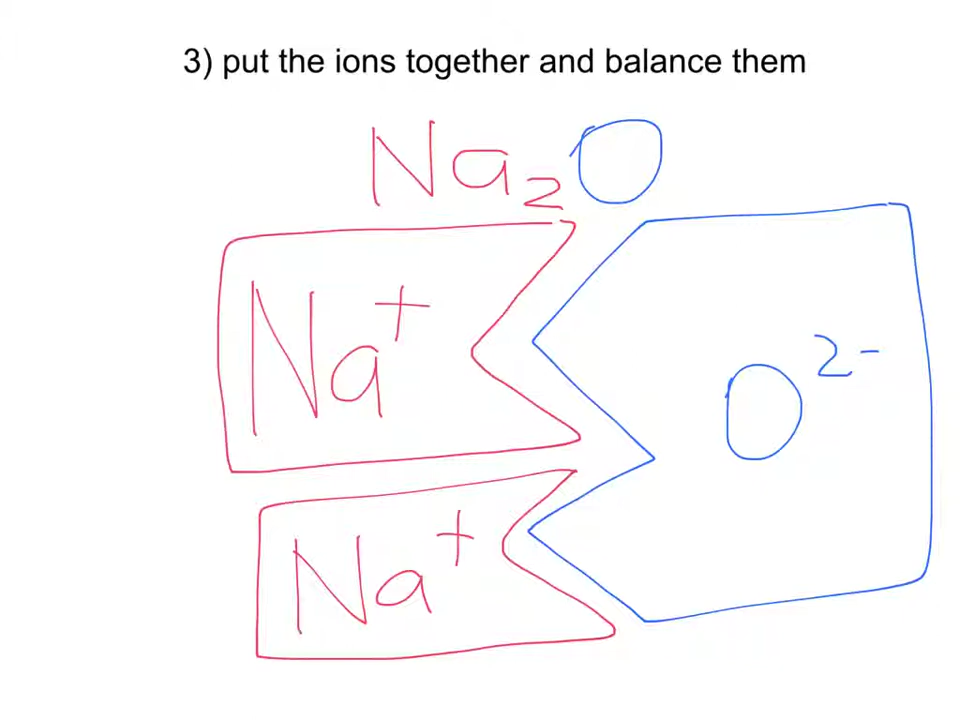 3) put the ions together and balance them
Na₂O
Na⁺
O²⁻
Na⁺